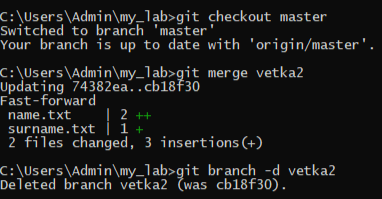 C:\Users\Admin\my_lab>git checkout master
Switched to branch 'master'
Your branch is up to date with 'origin/master'.
C:\Users\Admin\my_lab>git merge vetka2
Updating 74382ea..cb18f30
Fast-forward
 name.txt    | 2 ++
 surname.txt | 1 +
 2 files changed, 3 insertions(+)
C:\Users\Admin\my_lab>git branch -d vetka2
Deleted branch vetka2 (was cb18f30).